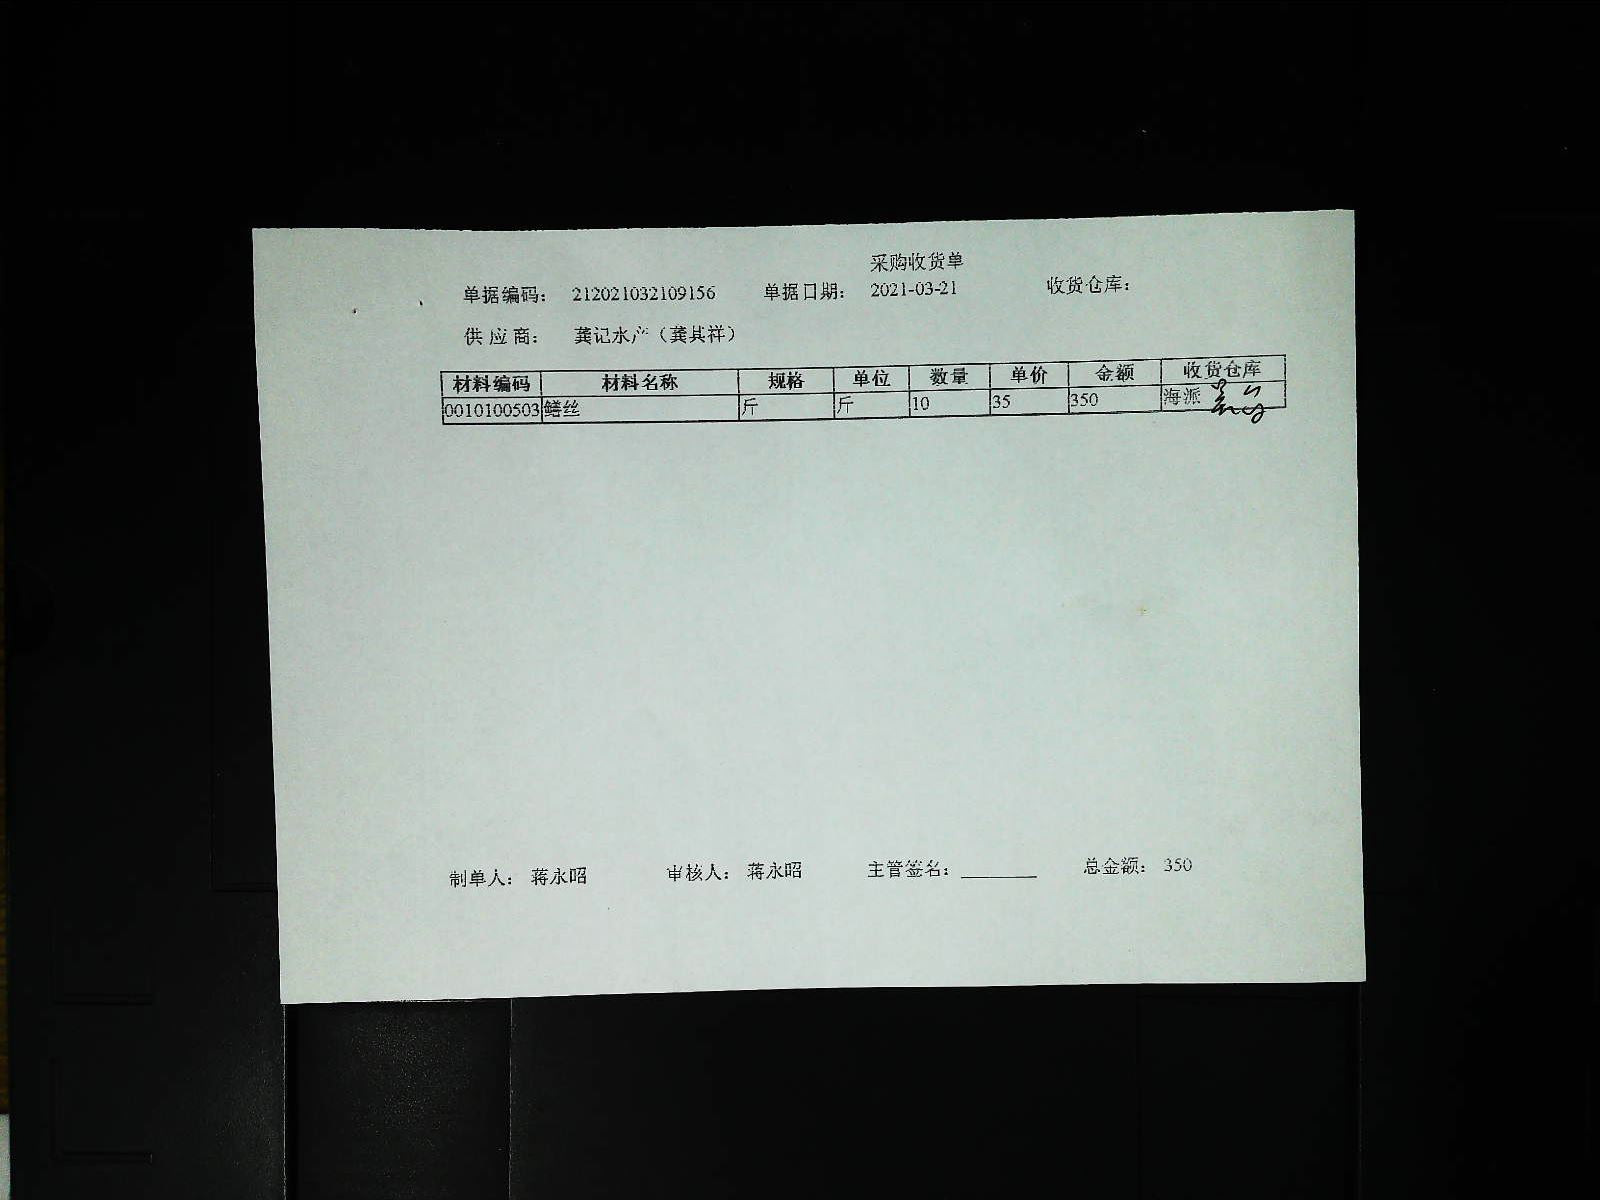 采购收货单
单据编码： 212021032109156 单据日期： 2021-03-21 收货仓库：
供应商： 龚记水产（龚其祥）
材料编码 材料名称 规格 单位 数量 单价 金额 收货仓库
0010100503 鳝丝 斤 斤 10 35 350 海派
制单人： 蒋永昭 审核人： 蒋永昭 主管签名：________ 总金额： 350